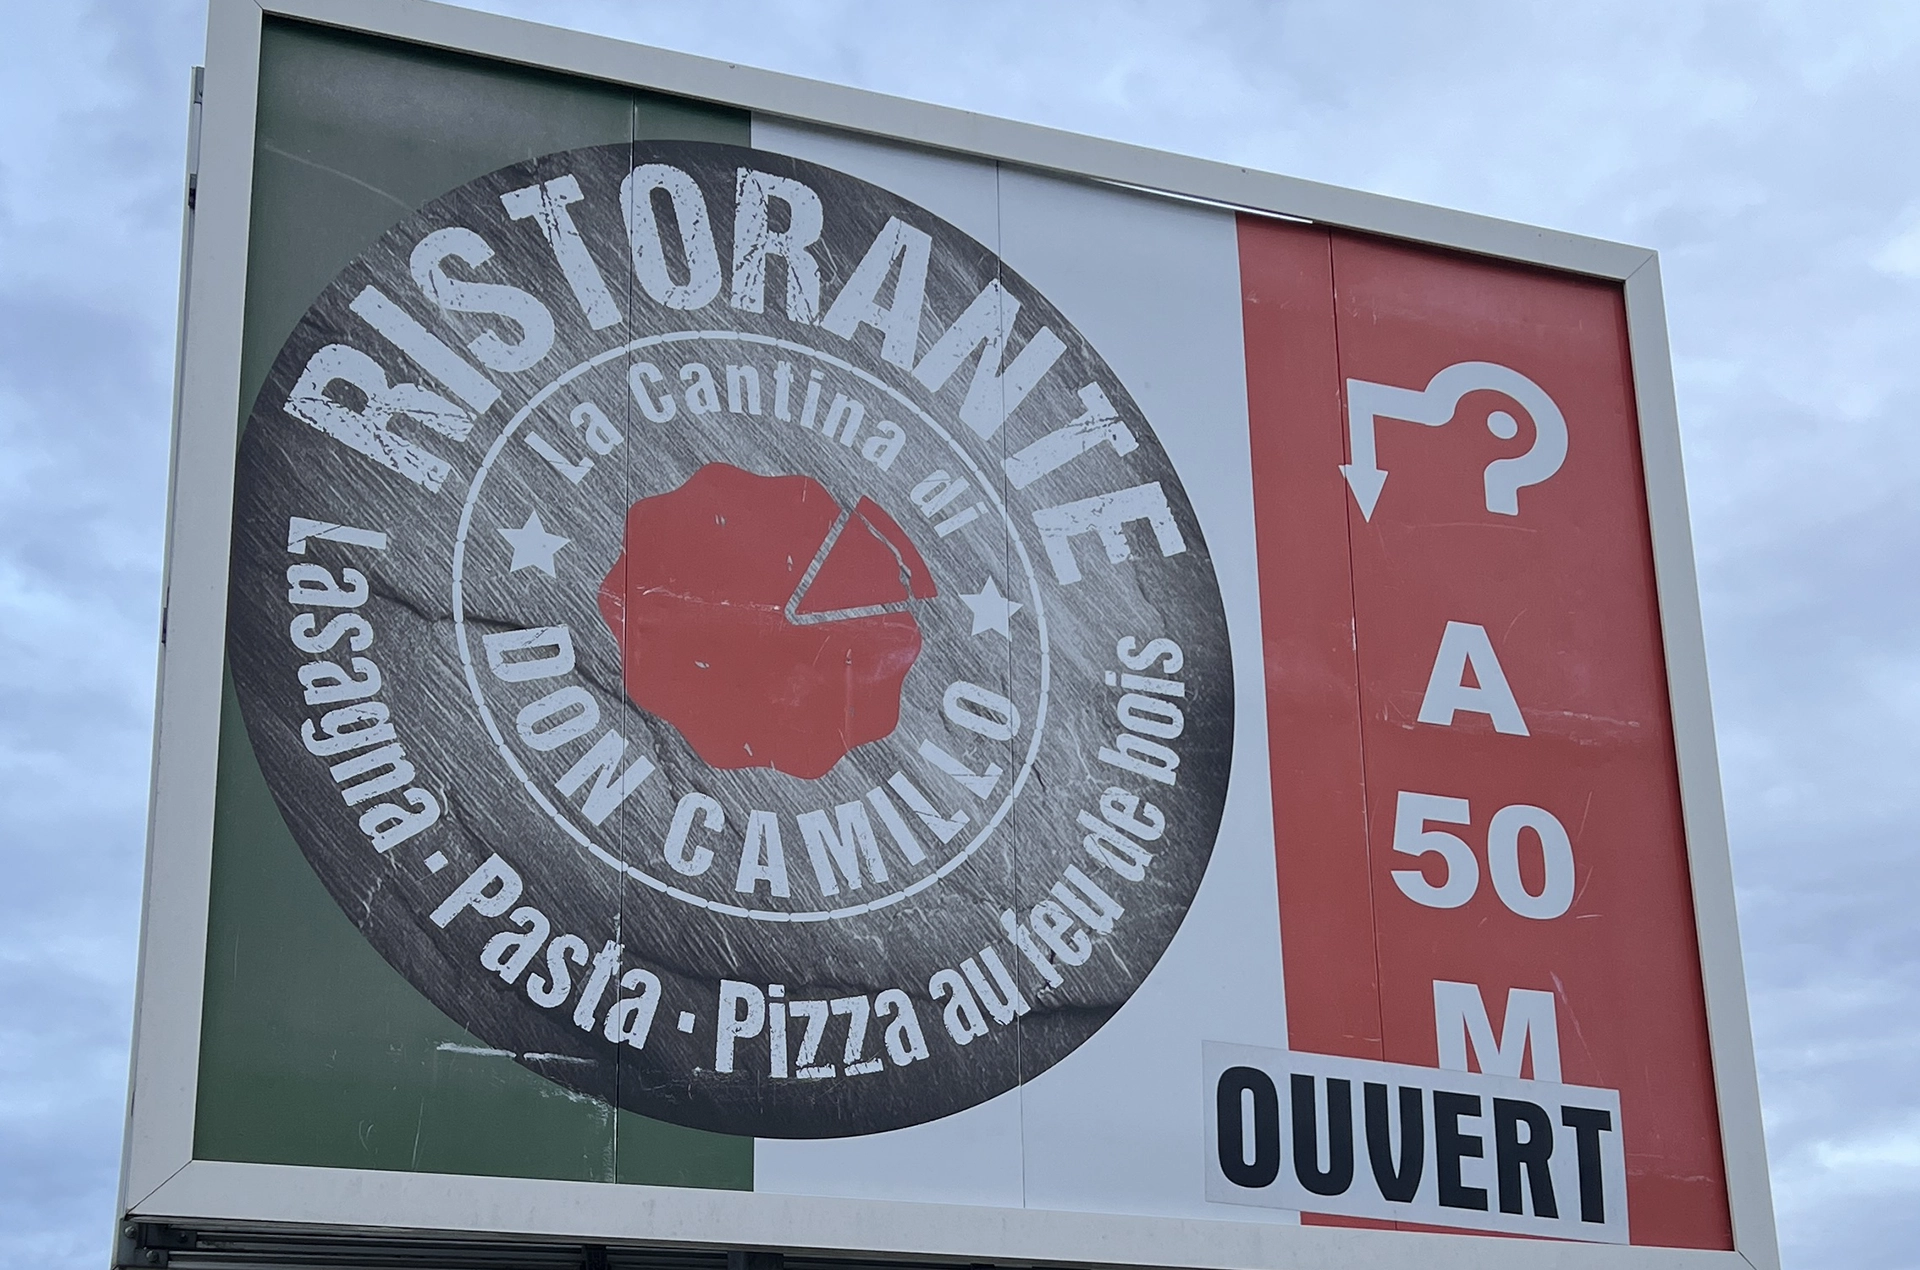 RISTORANTE
La Cantina di
DON CAMILLO
Lasagna · Pasta · Pizza au feu de bois
A
50
M
OUVERT